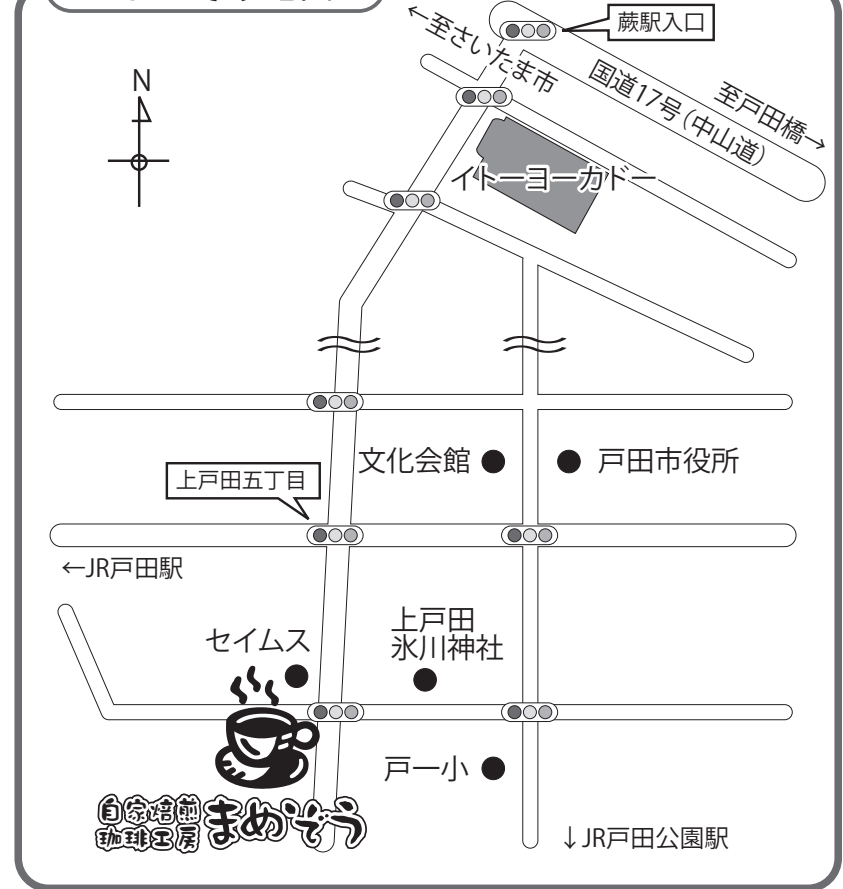 ←至さいたま市
蕨駅入口
国道17号（中山道）
至戸田橋→
N
イトーヨーカドー
文化会館
戸田市役所
上戸田五丁目
←JR戸田駅
セイムス
上戸田
氷川神社
戸一小
自家焙煎
珈琲工房
まめぞう
↓JR戸田公園駅